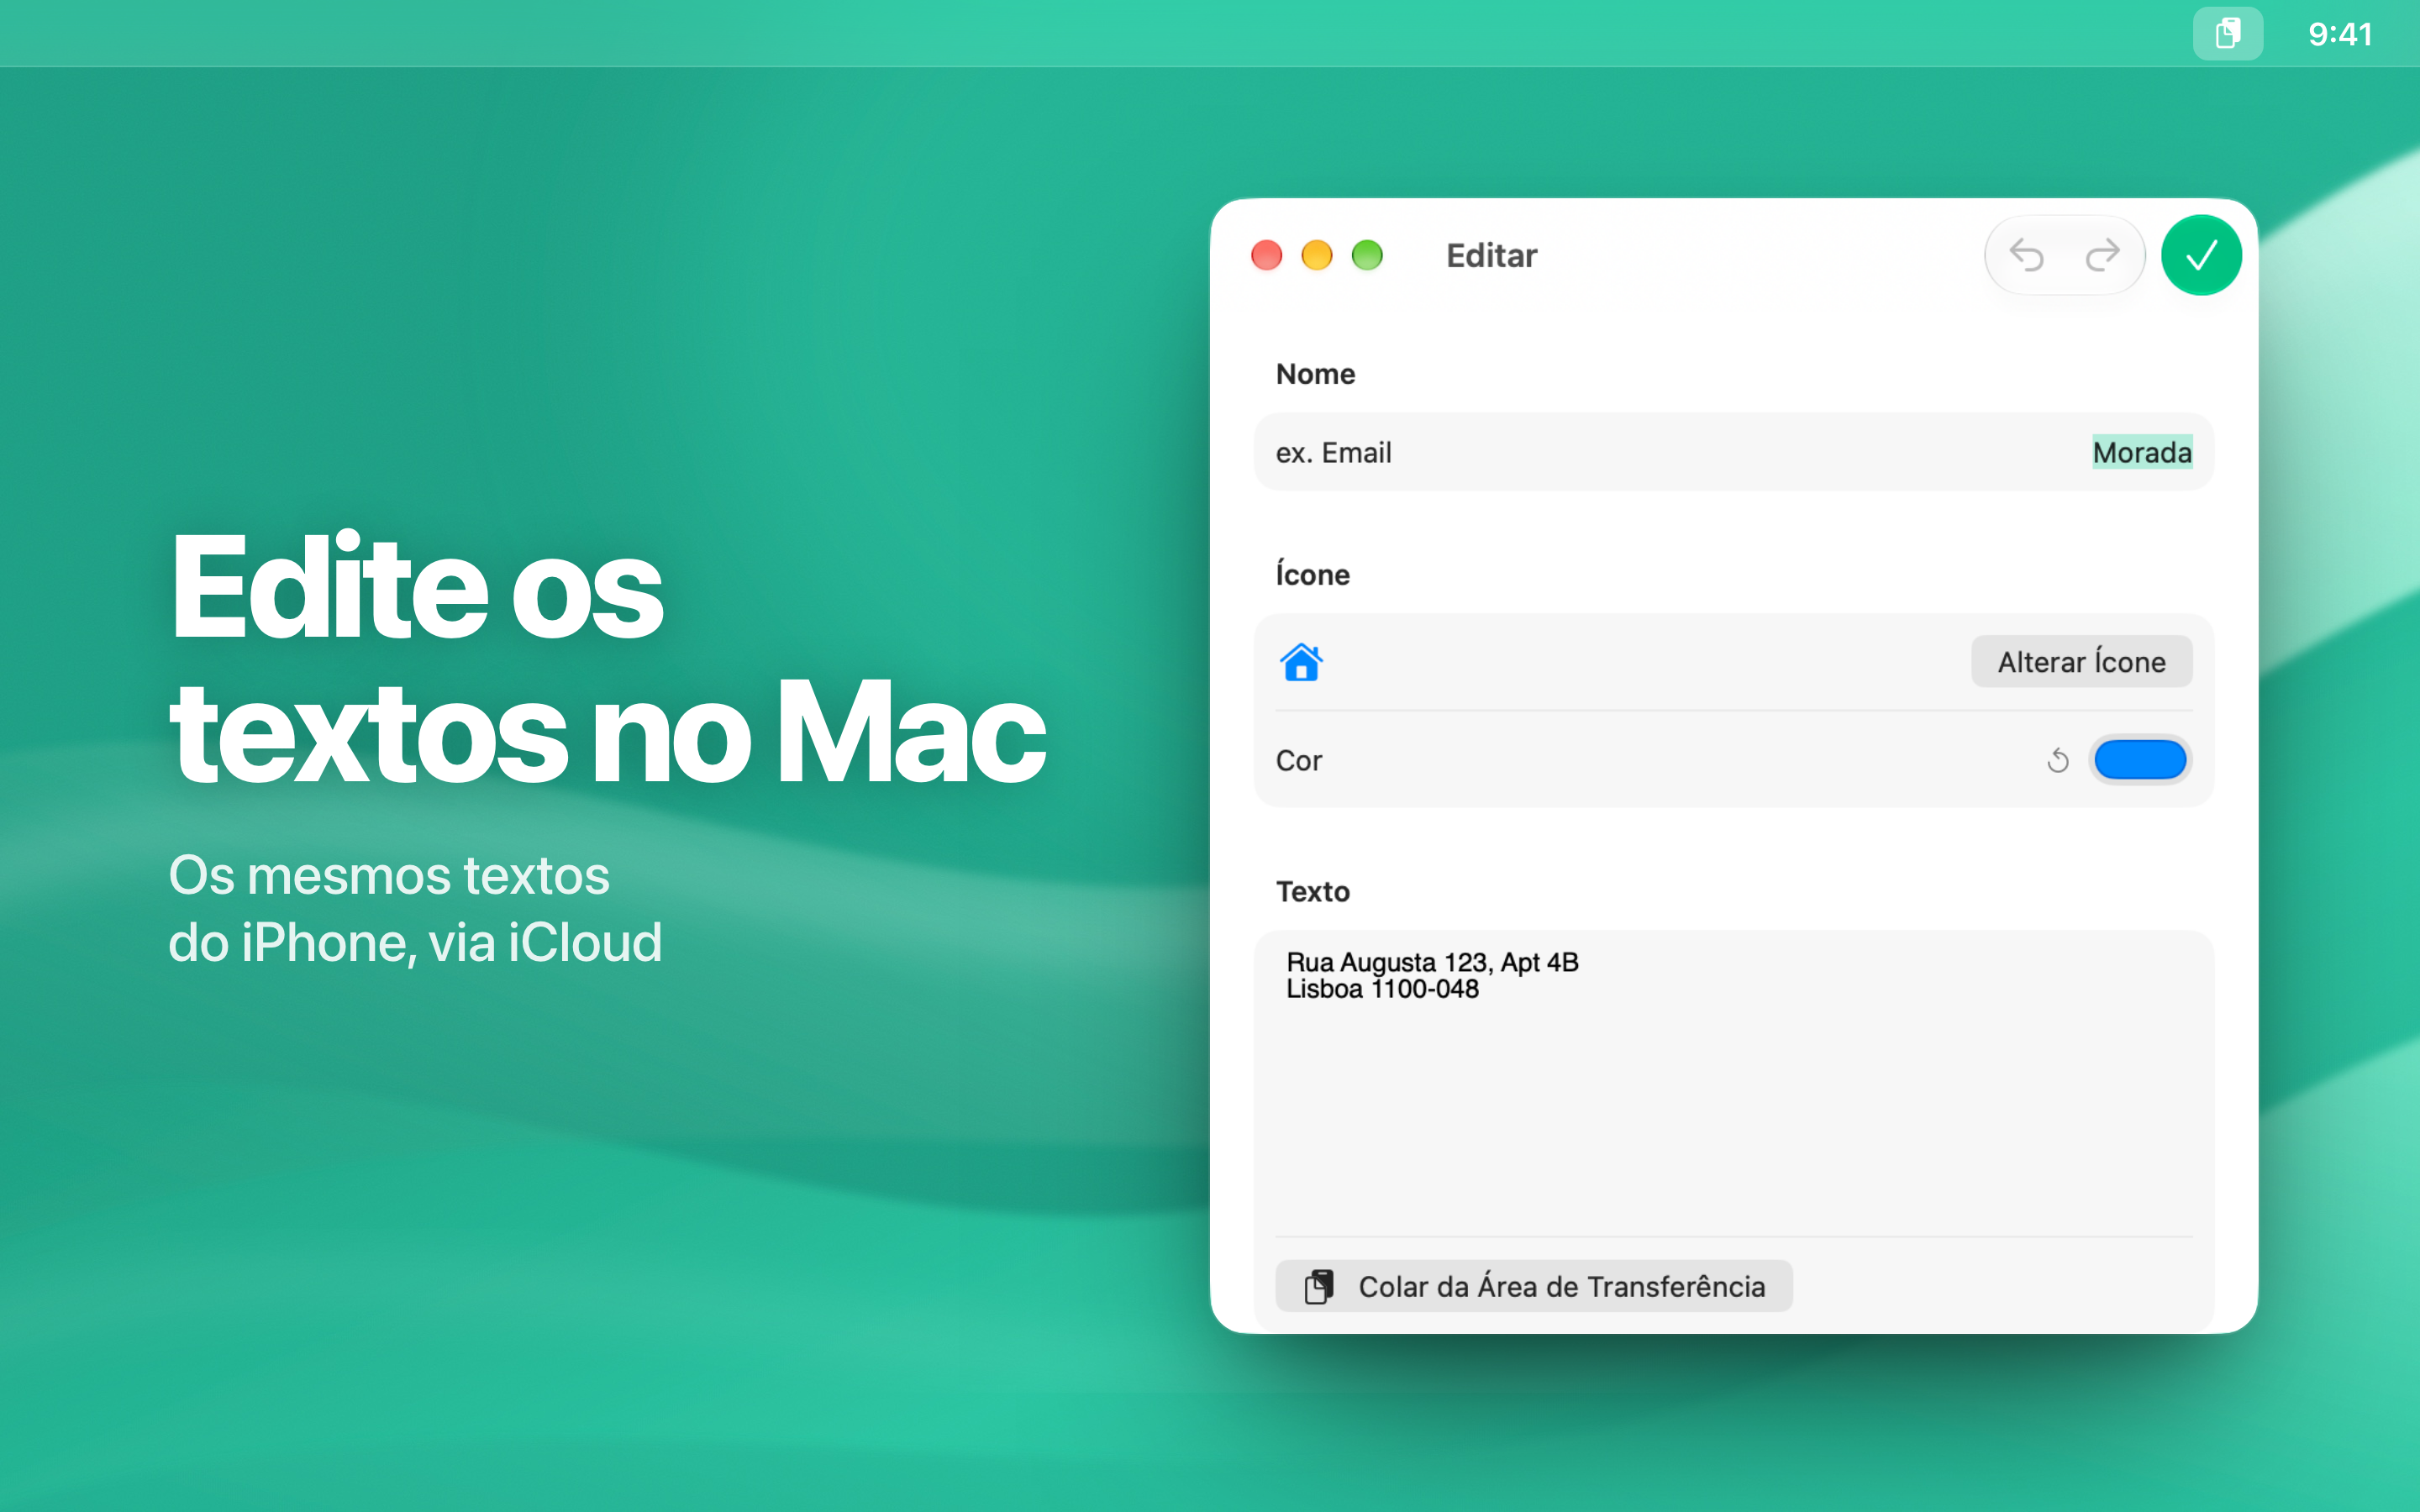 9:41
Edite os
textos no Mac
Os mesmos textos
do iPhone, via iCloud
Editar
Nome
ex. Email Morada
Ícone
Alterar Ícone
Cor
Texto
Rua Augusta 123, Apt 4B
Lisboa 1100-048
Colar da Área de Transferência